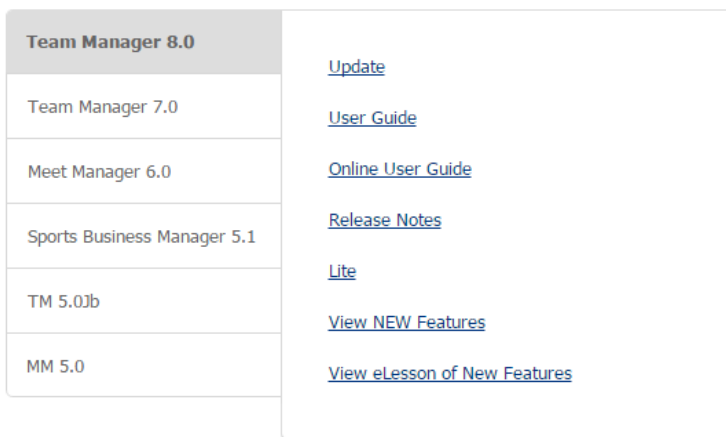 Team Manager 8.0
Team Manager 7.0
Meet Manager 6.0
Sports Business Manager 5.1
TM 5.0Jb
MM 5.0
Update
User Guide
Online User Guide
Release Notes
Lite
View NEW Features
View eLesson of New Features